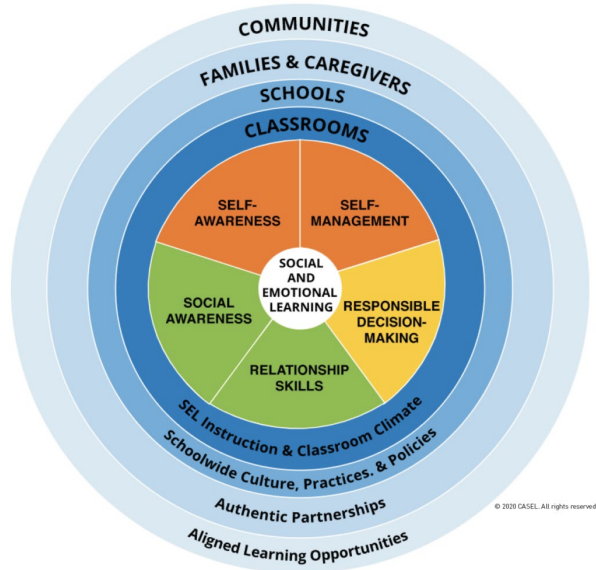 COMMUNITIES
FAMILIES & CAREGIVERS
SCHOOLS
CLASSROOMS
SELF-
AWARENESS
SELF-
MANAGEMENT
SOCIAL
AND
EMOTIONAL
LEARNING
SOCIAL
AWARENESS
RESPONSIBLE
DECISION-
MAKING
RELATIONSHIP
SKILLS
SEL Instruction & Classroom Climate
Schoolwide Culture, Practices. & Policies
Authentic Partnerships
Aligned Learning Opportunities
© 2020 CASEL. All rights reserved